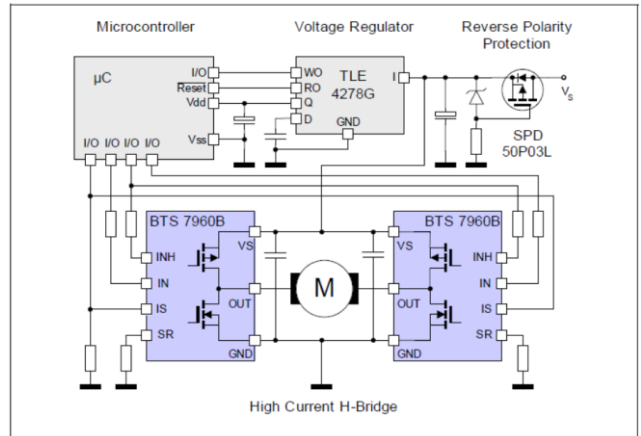 Microcontroller
Voltage Regulator
Reverse Polarity
Protection
µC
I/O
Reset
Vdd
Vss
I/O I/O I/O I/O
WO
RO
Q
D
TLE
4278G
I
GND
V_S
SPD
50P03L
BTS 7960B
VS
INH
IN
IS
SR
OUT
GND
M
BTS 7960B
VS
INH
IN
IS
SR
OUT
GND
High Current H-Bridge